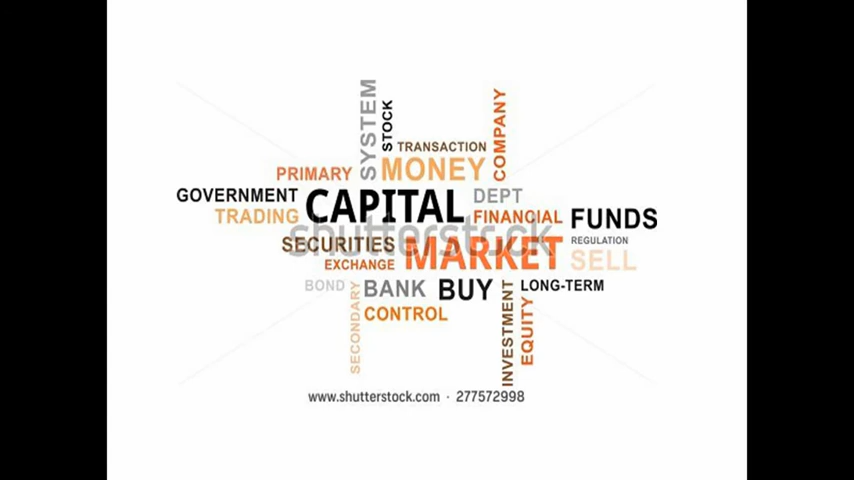 SYSTEM
STOCK
COMPANY
TRANSACTION
PRIMARY
MONEY
GOVERNMENT
CAPITAL
DEPT
TRADING
FINANCIAL
FUNDS
shutterstock
SECURITIES
MARKET
REGULATION
EXCHANGE
SELL
BOND
BANK
BUY
LONG-TERM
SECONDARY
CONTROL
INVESTMENT
EQUITY
www.shutterstock.com · 277572998